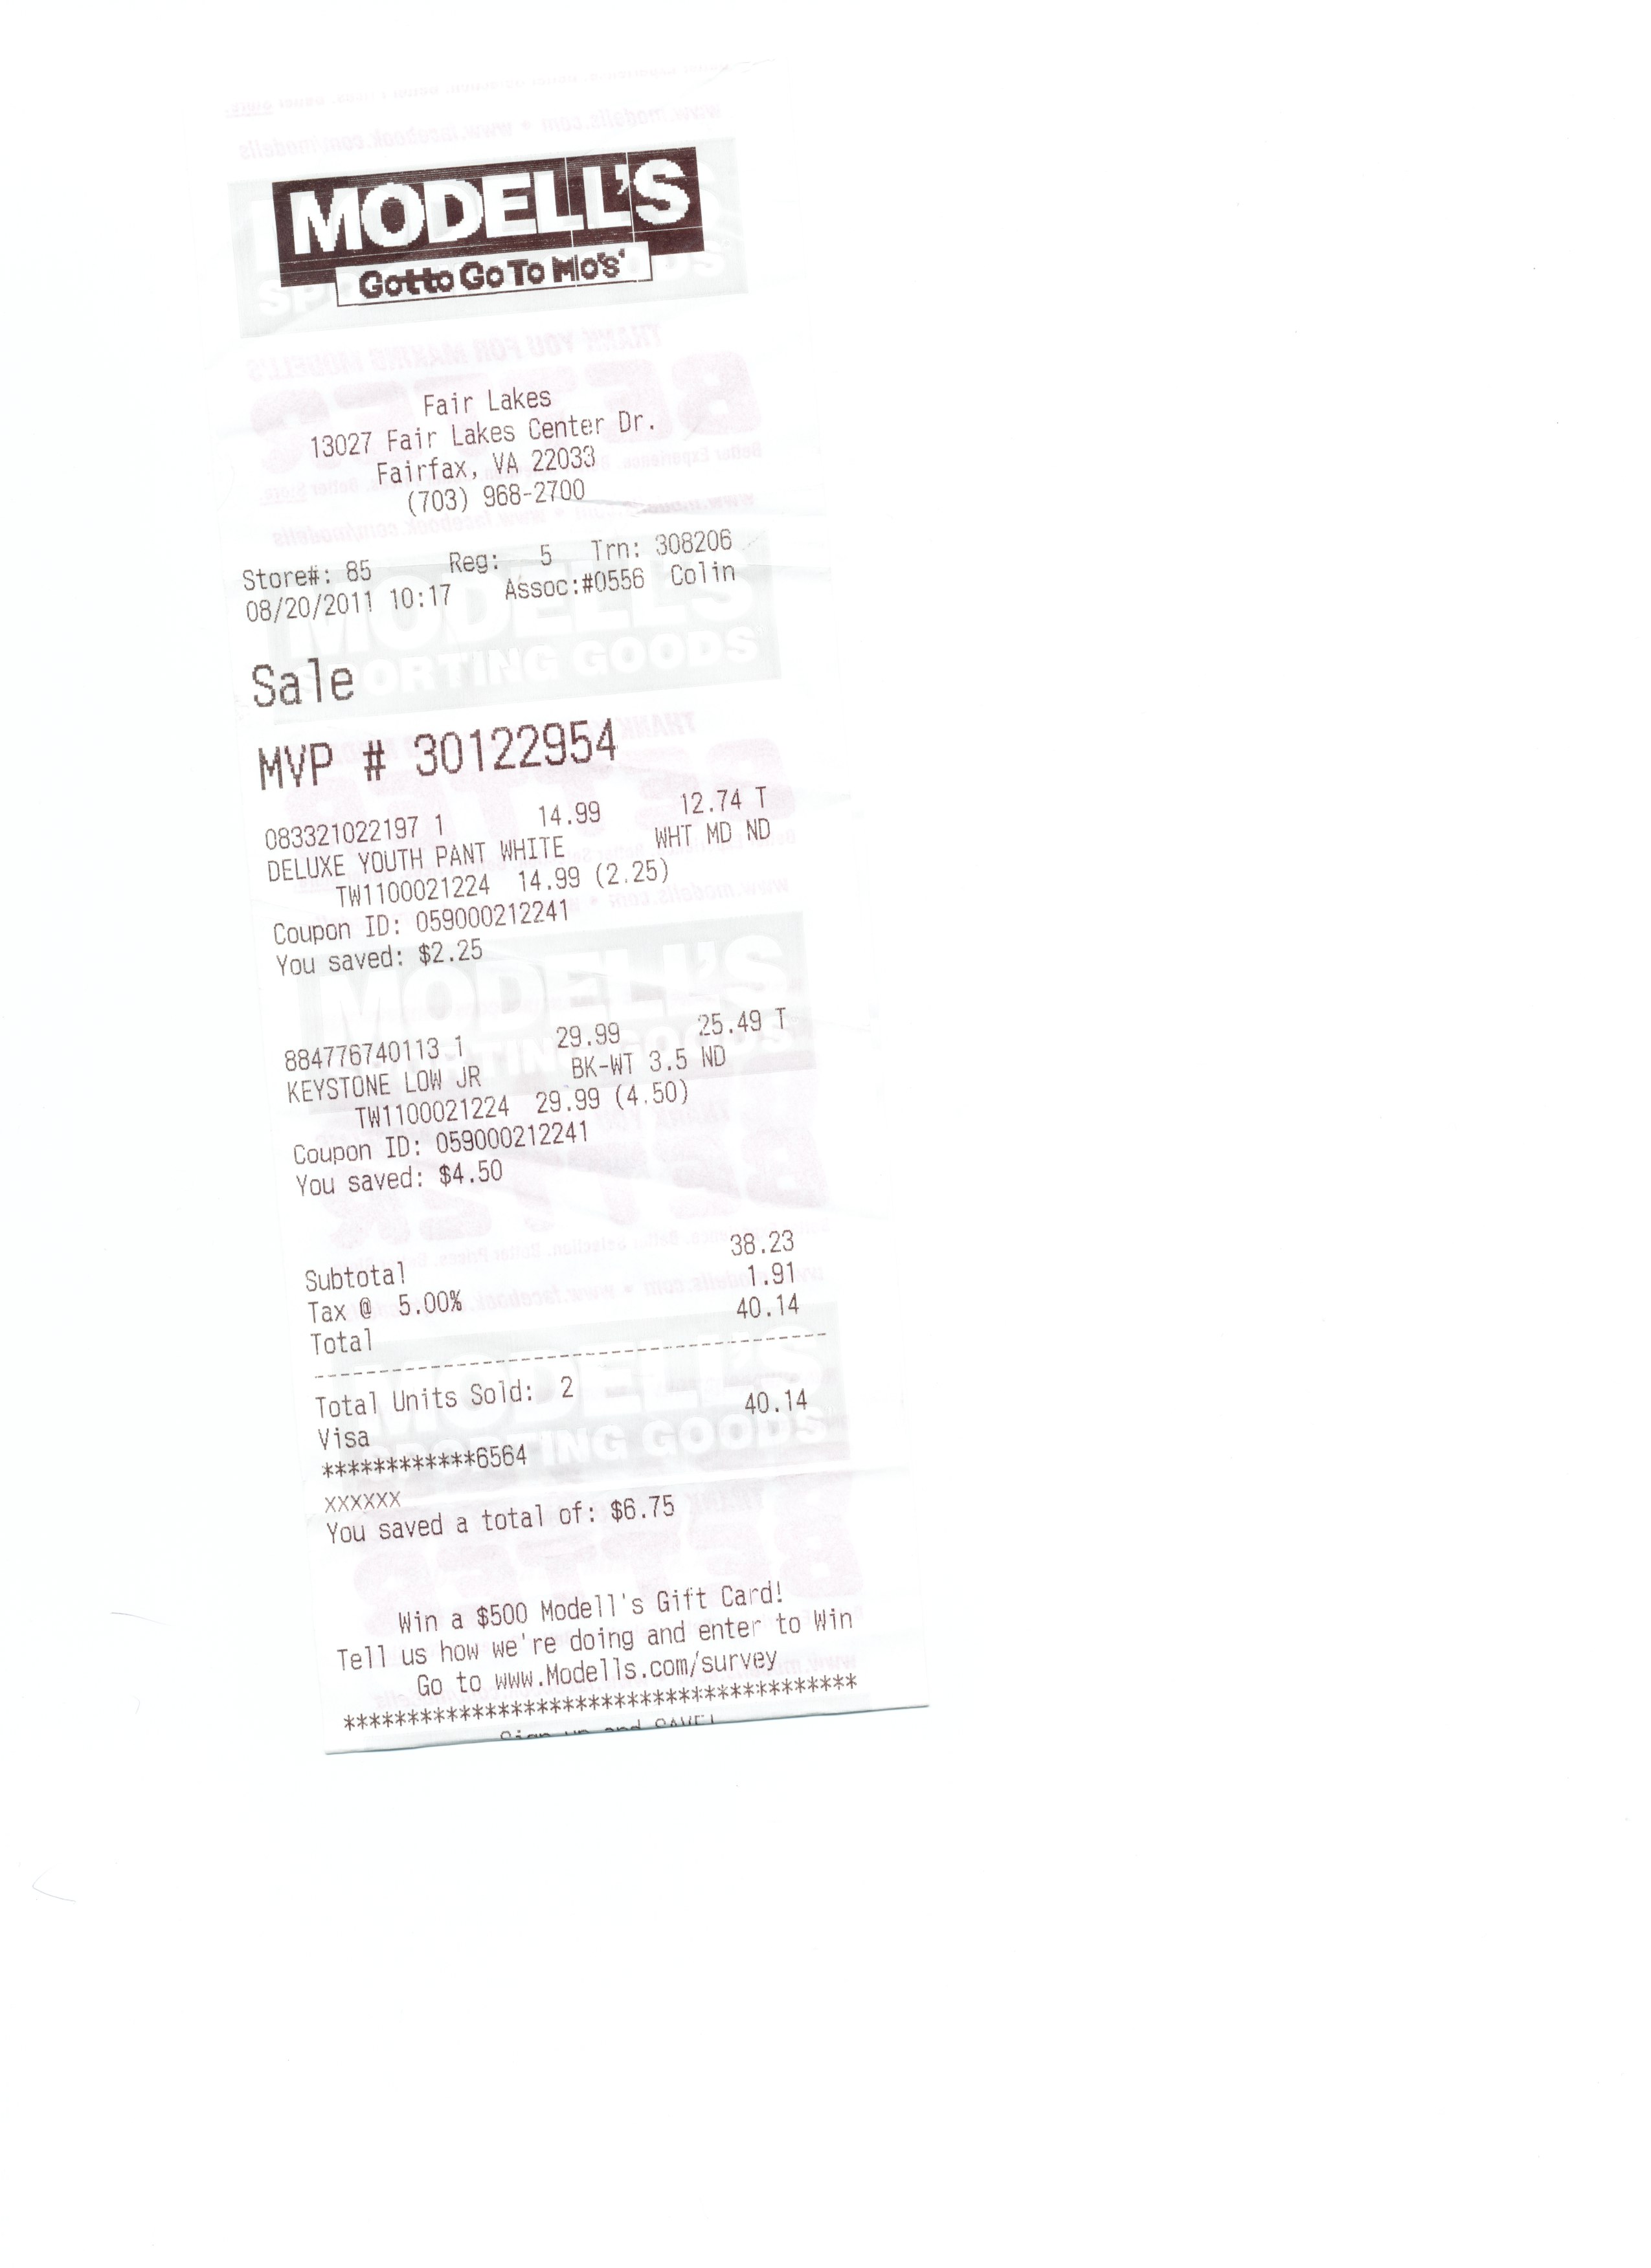 MODELL'S
Gotta Go To Mo's
Fair Lakes
13027 Fair Lakes Center Dr.
Fairfax, VA 22033
(703) 968-2700
Store#: 85 Reg: 5 Trn: 308206
08/20/2011 10:17 Assoc:#0556 Colin
Sale
MVP # 30122954
083321022197 1 14.99 12.74 T
DELUXE YOUTH PANT WHITE WHT MD ND
TW1100021224 14.99 (2.25)
Coupon ID: 059000212241
You saved: $2.25
884776740113 1 29.99 25.49 T
KEYSTONE LOW JR BK-WT 3.5 ND
TW1100021224 29.99 (4.50)
Coupon ID: 059000212241
You saved: $4.50
Subtotal 38.23
Tax @ 5.00% 1.91
Total 40.14
Total Units Sold: 2
Visa 40.14
************6564
XXXXXX
You saved a total of: $6.75
Win a $500 Modell's Gift Card!
Tell us how we're doing and enter to Win
Go to www.Modells.com/survey
****************************************
Sign up and SAVE!